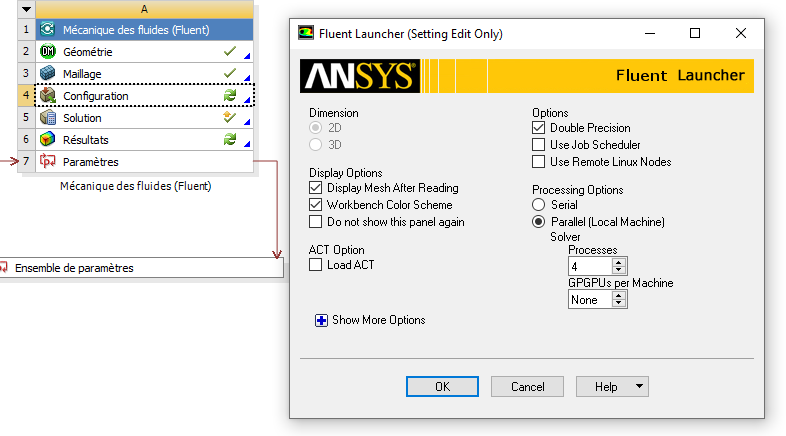 A
1 Mécanique des fluides (Fluent)
2 DM Géométrie
3 Maillage
4 Configuration
5 Solution
6 Résultats
7 Paramètres
Mécanique des fluides (Fluent)
Ensemble de paramètres
Fluent Launcher (Setting Edit Only)
ANSYS® Fluent Launcher
Dimension
2D
3D
Display Options
Display Mesh After Reading
Workbench Color Scheme
Do not show this panel again
ACT Option
Load ACT
Options
Double Precision
Use Job Scheduler
Use Remote Linux Nodes
Processing Options
Serial
Parallel (Local Machine)
Solver
Processes
4
GPGPUs per Machine
None
Show More Options
OK
Cancel
Help